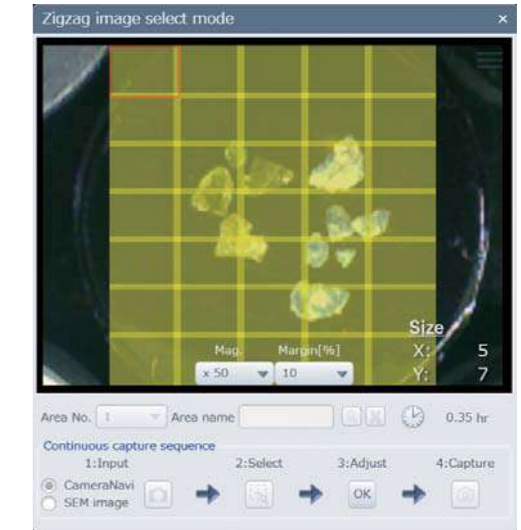 Zigzag image select mode ×
Size
Mag. Margin[%] X: 5
x 50 10 Y: 7
Area No. 1 Area name 0.35 hr
Continuous capture sequence
1:Input 2:Select 3:Adjust 4:Capture
CameraNavi
OK
SEM image